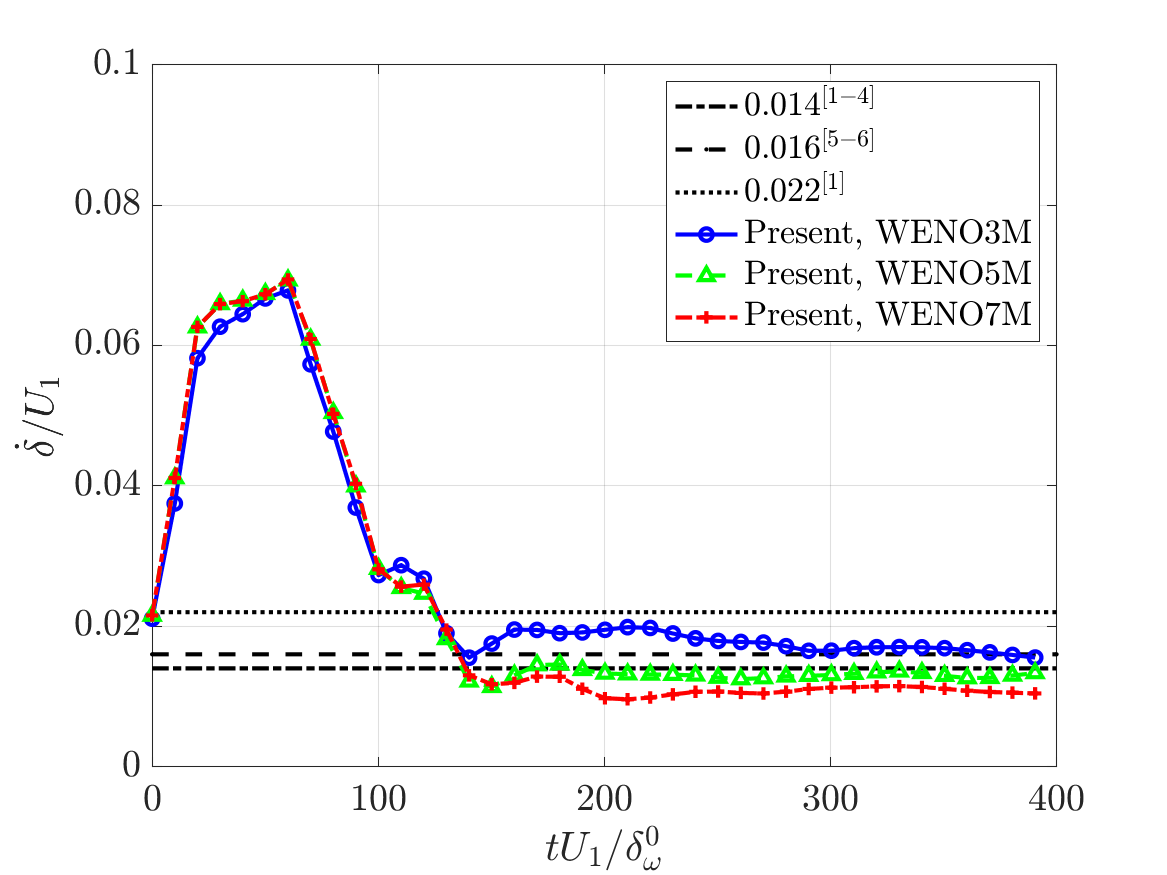 0.1
0.08
0.06
0.04
0.02
0
0 100 200 300 400
δ̇/U₁
tU₁/δ⁰_ω
0.014[1−4]
0.016[5−6]
0.022[1]
Present, WENO3M
Present, WENO5M
Present, WENO7M